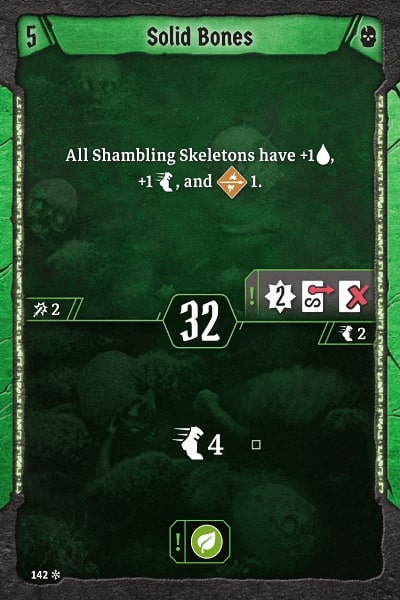 5
Solid Bones
All Shambling Skeletons have +1,
+1, and 1.
! 2
2
32
2
4
!
142